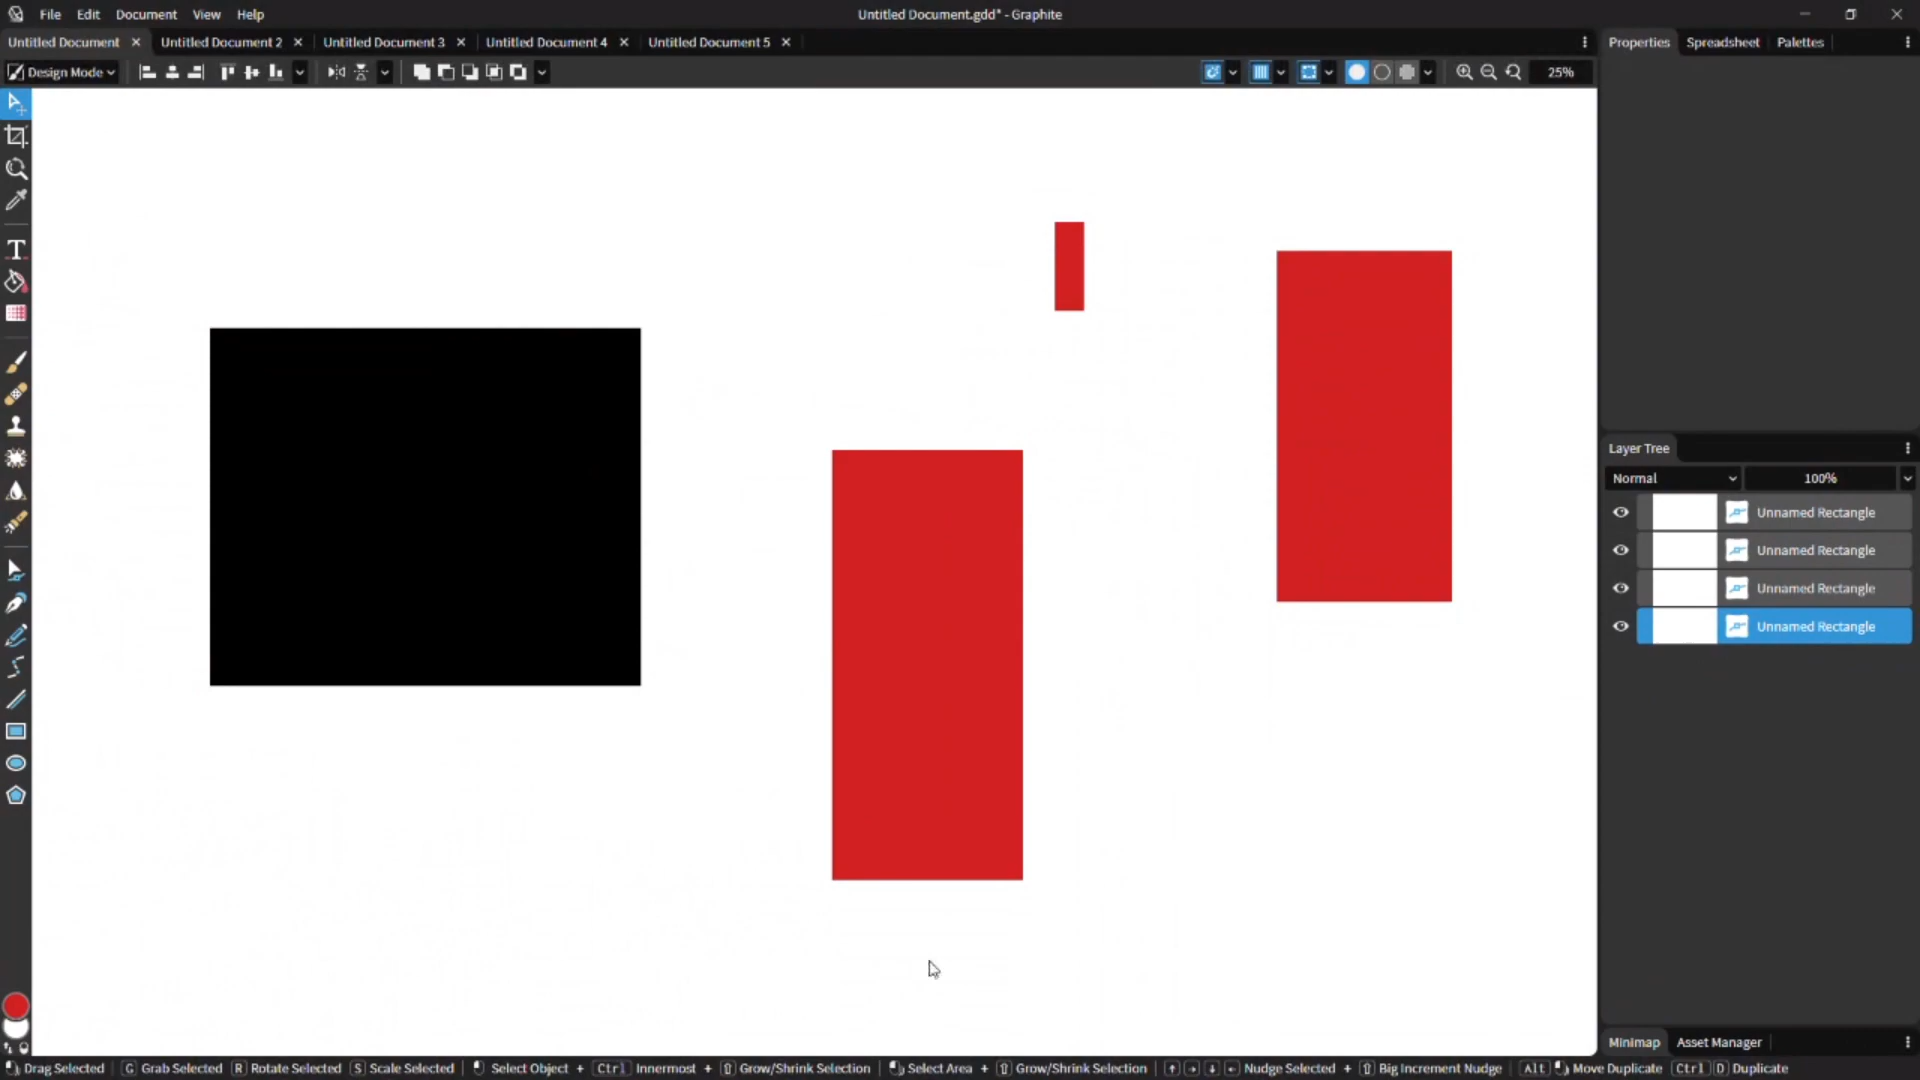 File Edit Document View Help Untitled Document.gdd* - Graphite
Untitled Document Untitled Document 2 Untitled Document 3 Untitled Document 4 Untitled Document 5 Properties Spreadsheet Palettes
Design Mode 25%
T
Layer Tree
Normal 100%
Unnamed Rectangle
Unnamed Rectangle
Unnamed Rectangle
Unnamed Rectangle
Minimap Asset Manager
Drag Selected G Grab Selected R Rotate Selected S Scale Selected Select Object + Ctrl Innermost + Grow/Shrink Selection Select Area + Grow/Shrink Selection Nudge Selected + Big Increment Nudge Alt Move Duplicate Ctrl D Duplicate